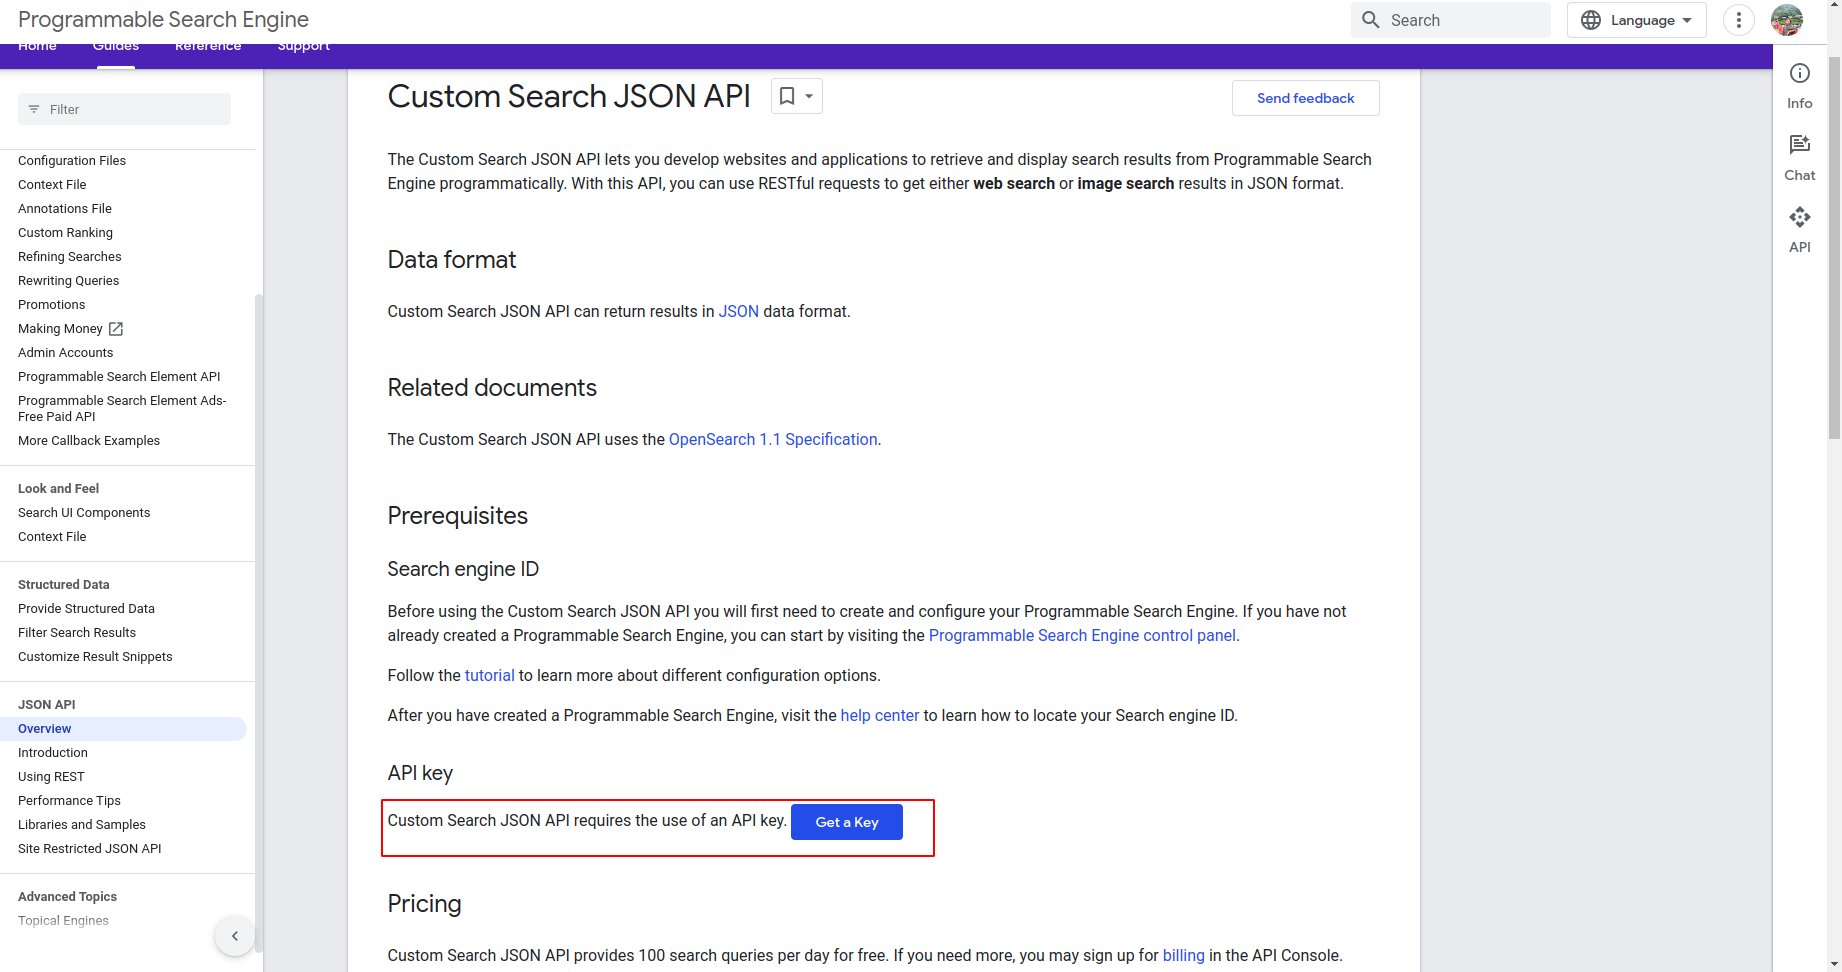 Programmable Search Engine
Search
Language
Home
Guides
Reference
Support
Filter
Configuration Files
Context File
Annotations File
Custom Ranking
Refining Searches
Rewriting Queries
Promotions
Making Money
Admin Accounts
Programmable Search Element API
Programmable Search Element Ads-
Free Paid API
More Callback Examples
Look and Feel
Search UI Components
Context File
Structured Data
Provide Structured Data
Filter Search Results
Customize Result Snippets
JSON API
Overview
Introduction
Using REST
Performance Tips
Libraries and Samples
Site Restricted JSON API
Advanced Topics
Topical Engines
Custom Search JSON API
Send feedback
The Custom Search JSON API lets you develop websites and applications to retrieve and display search results from Programmable Search
Engine programmatically. With this API, you can use RESTful requests to get either web search or image search results in JSON format.
Data format
Custom Search JSON API can return results in JSON data format.
Related documents
The Custom Search JSON API uses the OpenSearch 1.1 Specification.
Prerequisites
Search engine ID
Before using the Custom Search JSON API you will first need to create and configure your Programmable Search Engine. If you have not
already created a Programmable Search Engine, you can start by visiting the Programmable Search Engine control panel.
Follow the tutorial to learn more about different configuration options.
After you have created a Programmable Search Engine, visit the help center to learn how to locate your Search engine ID.
API key
Custom Search JSON API requires the use of an API key. Get a Key
Pricing
Custom Search JSON API provides 100 search queries per day for free. If you need more, you may sign up for billing in the API Console.
Info
Chat
API